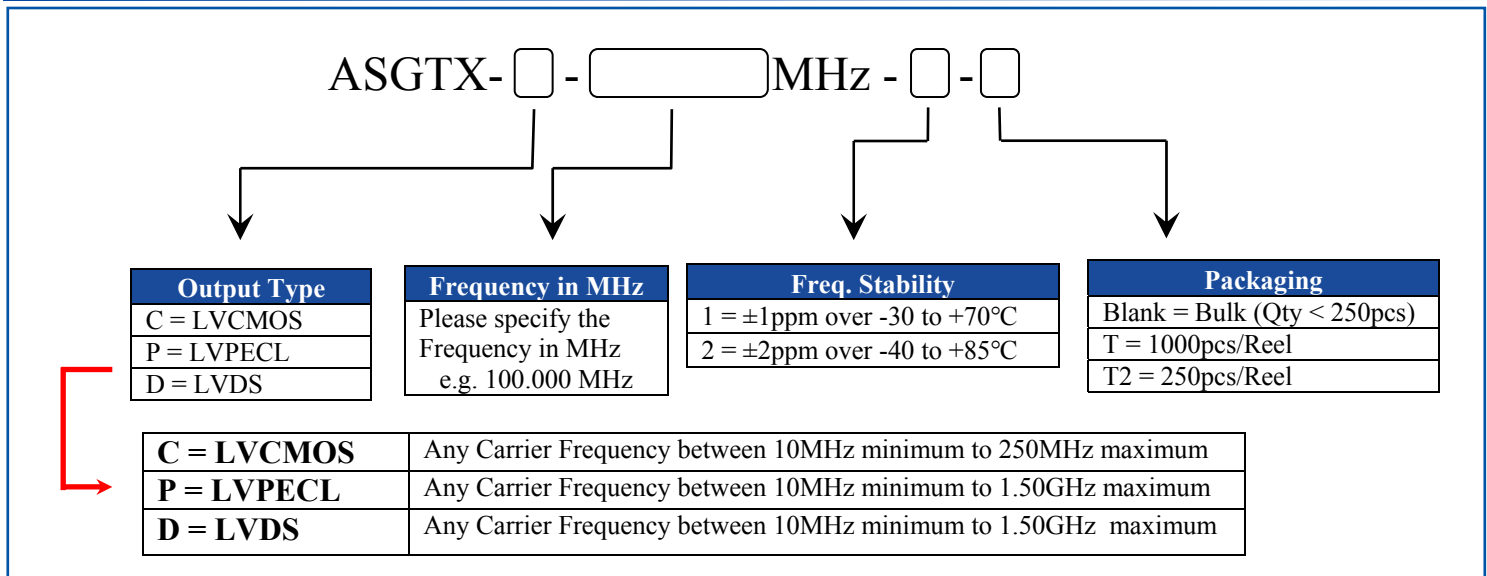 ASGTX- - MHz - -
Output Type
C = LVCMOS
P = LVPECL
D = LVDS
Frequency in MHz
Please specify the
Frequency in MHz
e.g. 100.000 MHz
Freq. Stability
1 = ±1ppm over -30 to +70℃
2 = ±2ppm over -40 to +85℃
Packaging
Blank = Bulk (Qty < 250pcs)
T = 1000pcs/Reel
T2 = 250pcs/Reel
C = LVCMOS Any Carrier Frequency between 10MHz minimum to 250MHz maximum
P = LVPECL Any Carrier Frequency between 10MHz minimum to 1.50GHz maximum
D = LVDS Any Carrier Frequency between 10MHz minimum to 1.50GHz maximum